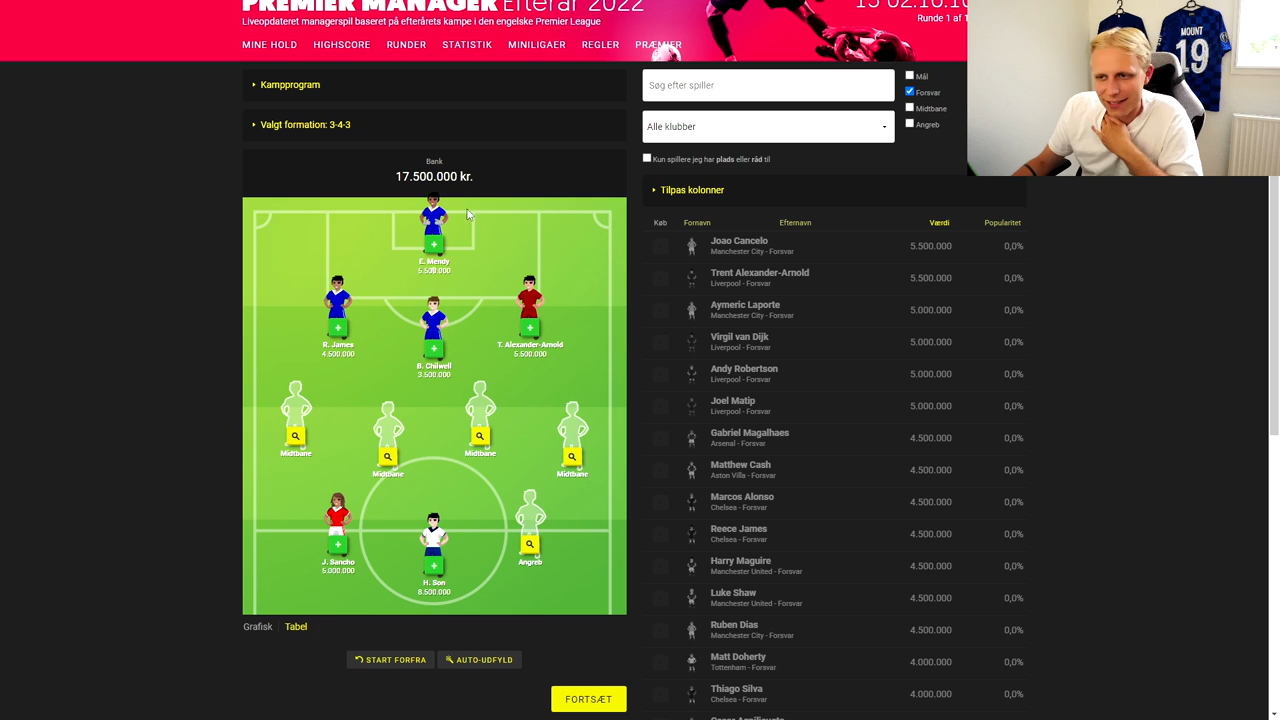 PREMIER MANAGER Efterår 2022
Liveopdateret managerspil baseret på efterårets kampe i den engelske Premier League
Runde 1 af 1
MINE HOLD HIGHSCORE RUNDER STATISTIK MINILIGAER REGLER PRÆMIER
Kampprogram
Valgt formation: 3-4-3
Bank
17.500.000 kr.
E. Mendy
5.500.000
R. James
4.500.000
B. Chilwell
3.500.000
T. Alexander-Arnold
5.500.000
Midtbane
Midtbane
Midtbane
Midtbane
J. Sancho
5.000.000
H. Son
8.500.000
Angreb
Grafisk Tabel
START FORFRA AUTO-UDFYLD
FORTSÆT
Søg efter spiller
Alle klubber
Mål
Forsvar
Midtbane
Angreb
Kun spillere jeg har plads eller råd til
Tilpas kolonner
Køb Fornavn Efternavn Værdi Popularitet
Joao Cancelo 5.500.000 0,0%
Manchester City - Forsvar
Trent Alexander-Arnold 5.500.000 0,0%
Liverpool - Forsvar
Aymeric Laporte 5.000.000 0,0%
Manchester City - Forsvar
Virgil van Dijk 5.000.000 0,0%
Liverpool - Forsvar
Andy Robertson 5.000.000 0,0%
Liverpool - Forsvar
Joel Matip 5.000.000 0,0%
Liverpool - Forsvar
Gabriel Magalhaes 4.500.000 0,0%
Arsenal - Forsvar
Matthew Cash 4.500.000 0,0%
Aston Villa - Forsvar
Marcos Alonso 4.500.000 0,0%
Chelsea - Forsvar
Reece James 4.500.000 0,0%
Chelsea - Forsvar
Harry Maguire 4.500.000 0,0%
Manchester United - Forsvar
Luke Shaw 4.500.000 0,0%
Manchester United - Forsvar
Ruben Dias 4.500.000 0,0%
Manchester City - Forsvar
Matt Doherty 4.000.000 0,0%
Tottenham - Forsvar
Thiago Silva 4.000.000 0,0%
Chelsea - Forsvar
MOUNT
19